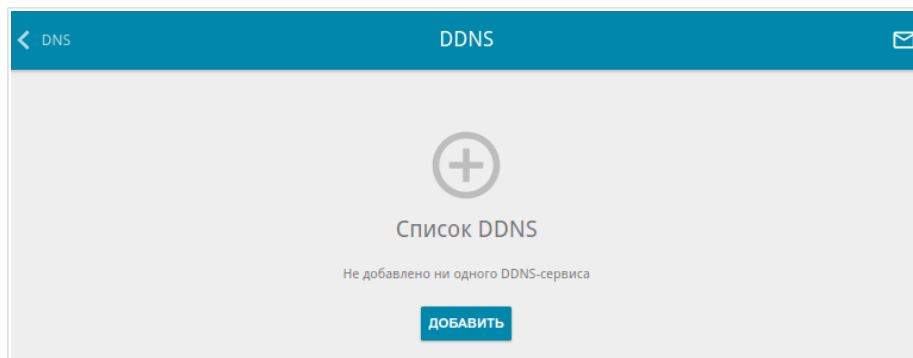 DNS
DDNS
Список DDNS
Не добавлено ни одного DDNS-сервиса
ДОБАВИТЬ